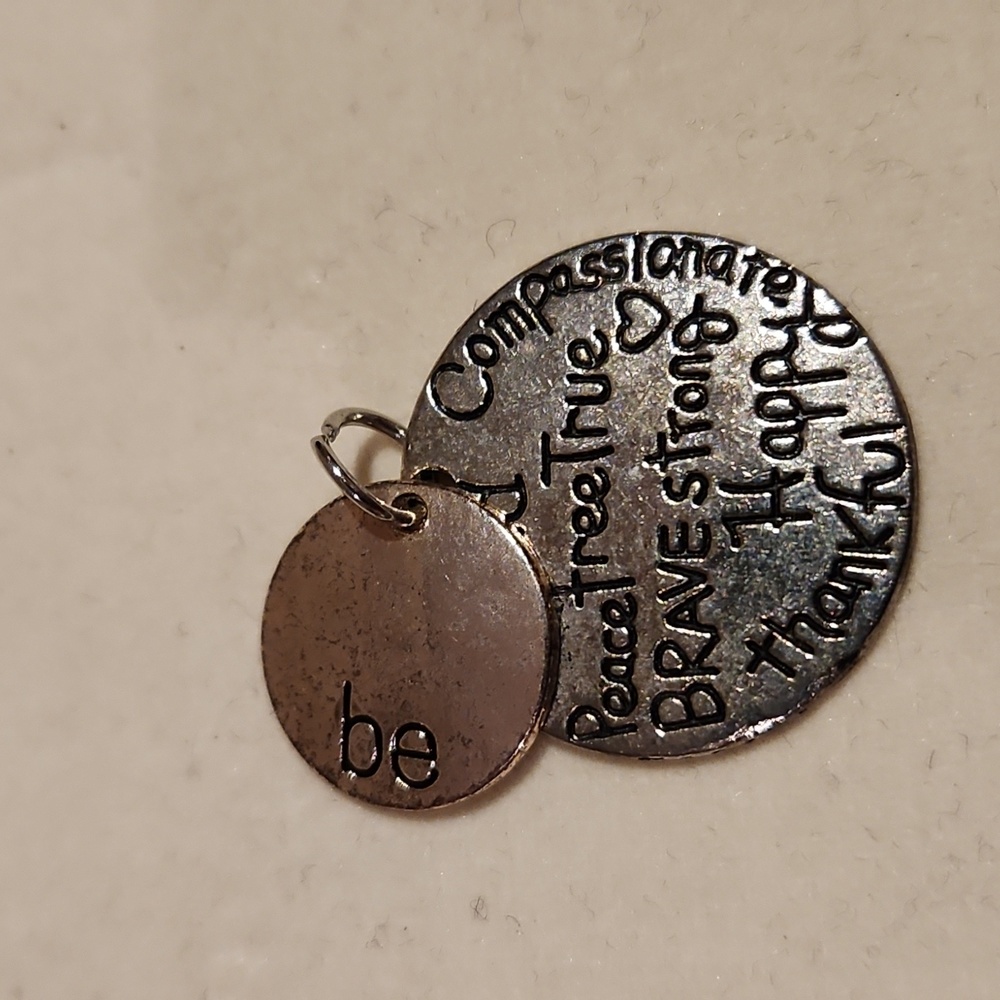 be
Compassionate
Peace free True
BRAVE strong
Happy
thankful